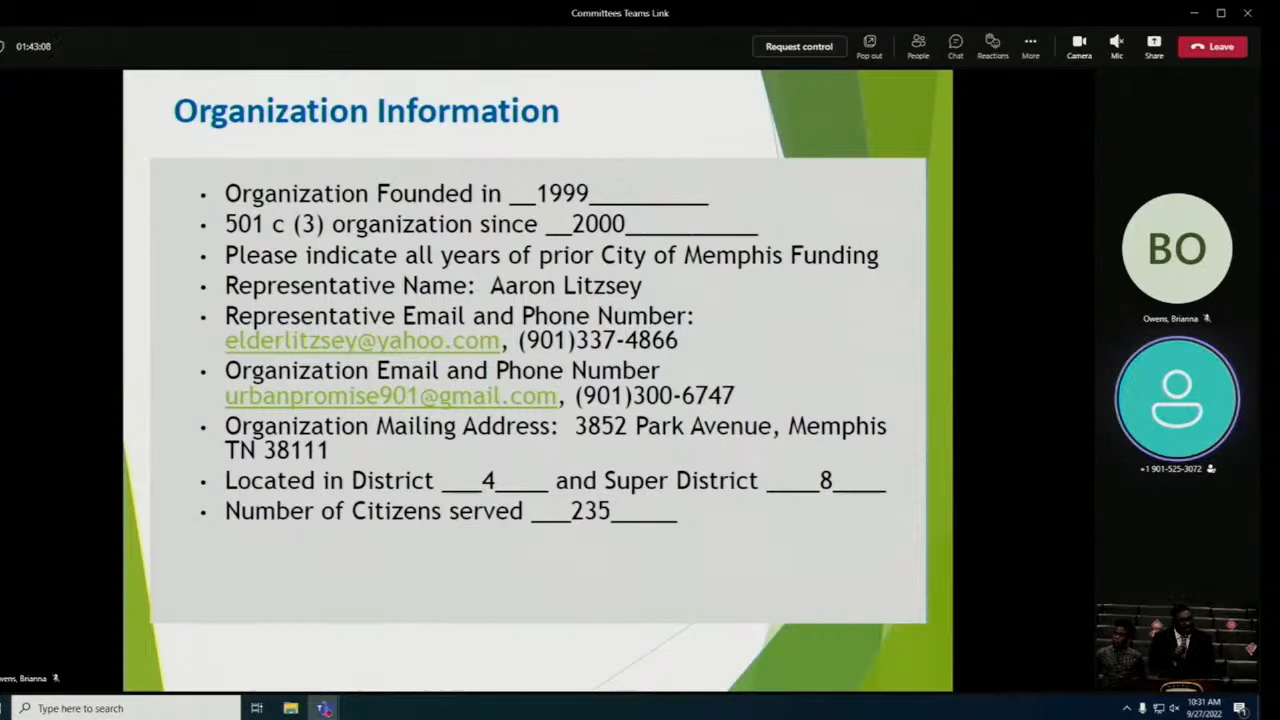 Committees Teams Link
01:43:08
Request control
Pop out
People
Chat
Reactions
More
Camera
Mic
Share
Leave
Organization Information
• Organization Founded in __1999_________
• 501 c (3) organization since __2000__________
• Please indicate all years of prior City of Memphis Funding
• Representative Name: Aaron Litzsey
• Representative Email and Phone Number:
elderlitzsey@yahoo.com, (901)337-4866
• Organization Email and Phone Number
urbanpromise901@gmail.com, (901)300-6747
• Organization Mailing Address: 3852 Park Avenue, Memphis
TN 38111
• Located in District ___4____ and Super District ____8____
• Number of Citizens served ___235_____
BO
Owens, Brianna
+1 901-525-3072
wens, Brianna
Type here to search
10:31 AM
9/27/2022